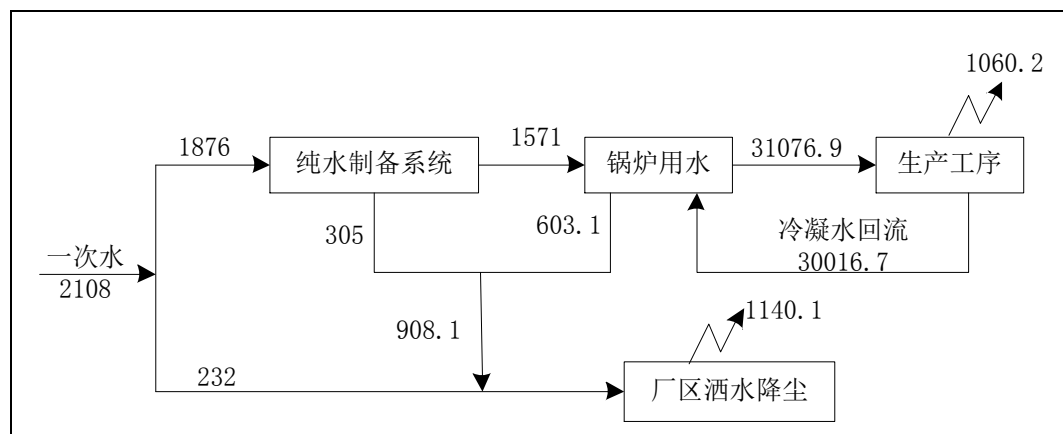 1060.2
1876
纯水制备系统
1571
锅炉用水
31076.9
生产工序
305
603.1
冷凝水回流
30016.7
一次水
2108
908.1
1140.1
232
厂区洒水降尘